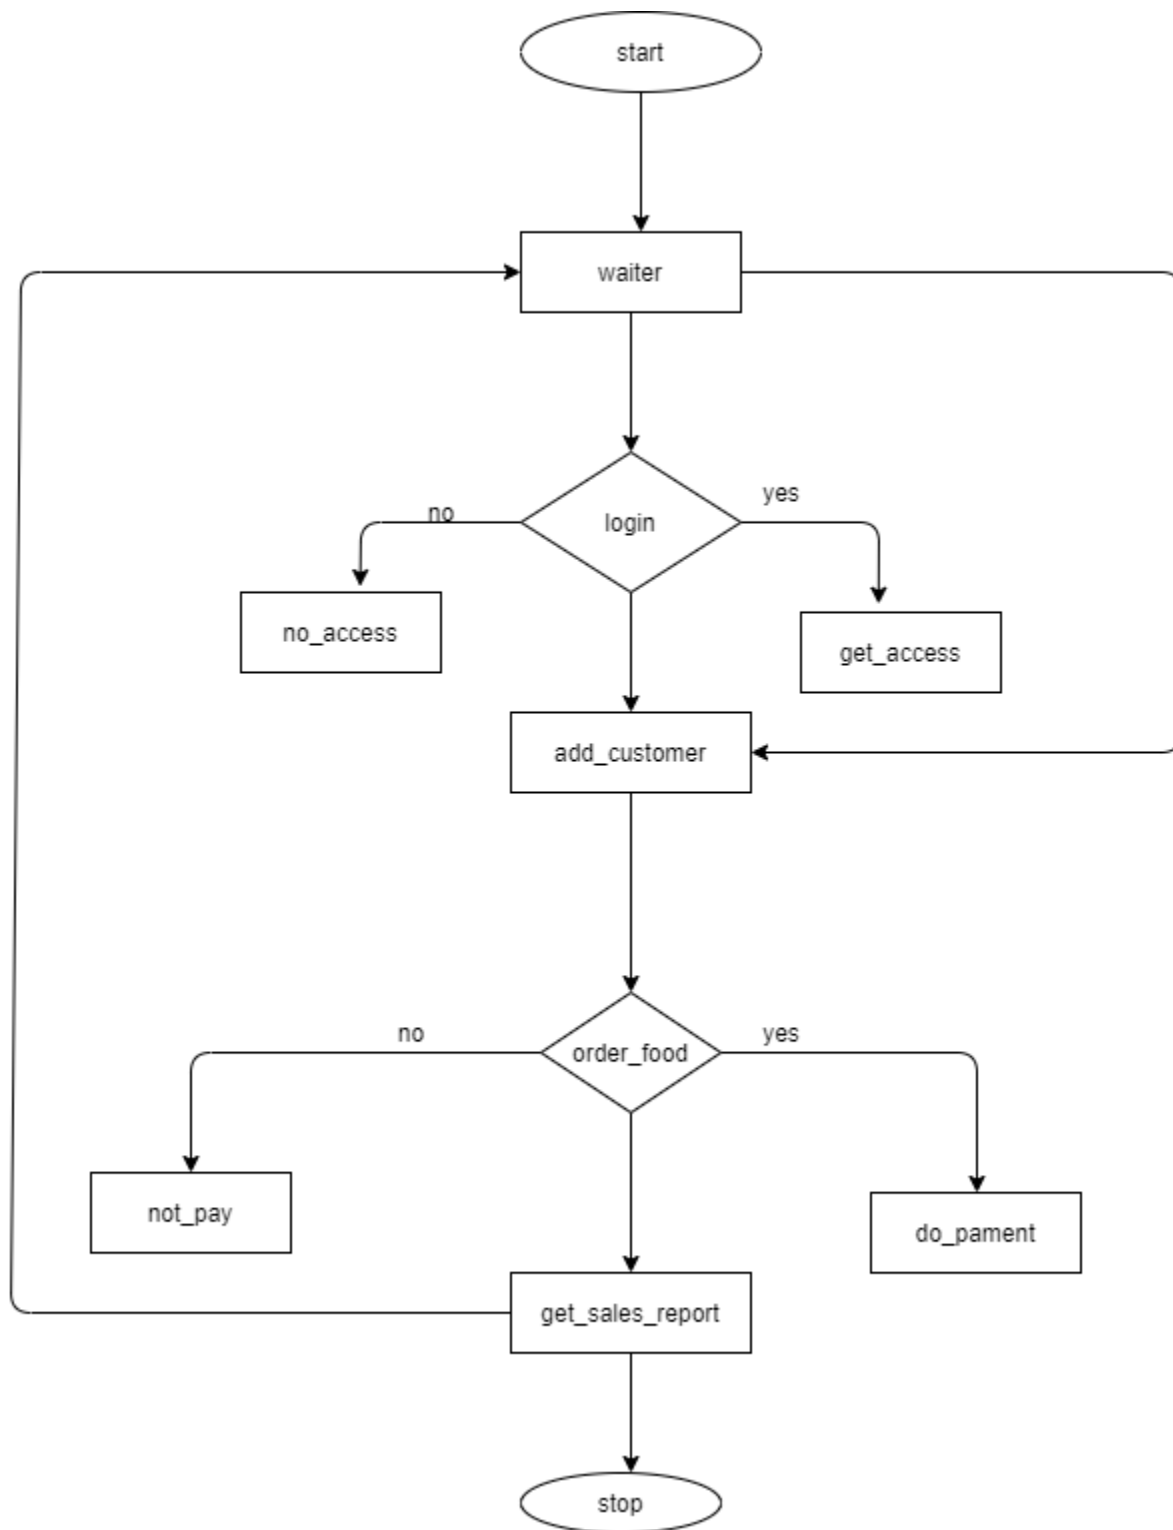 start
waiter
login
no
yes
no_access
get_access
add_customer
order_food
no
yes
not_pay
do_pament
get_sales_report
stop